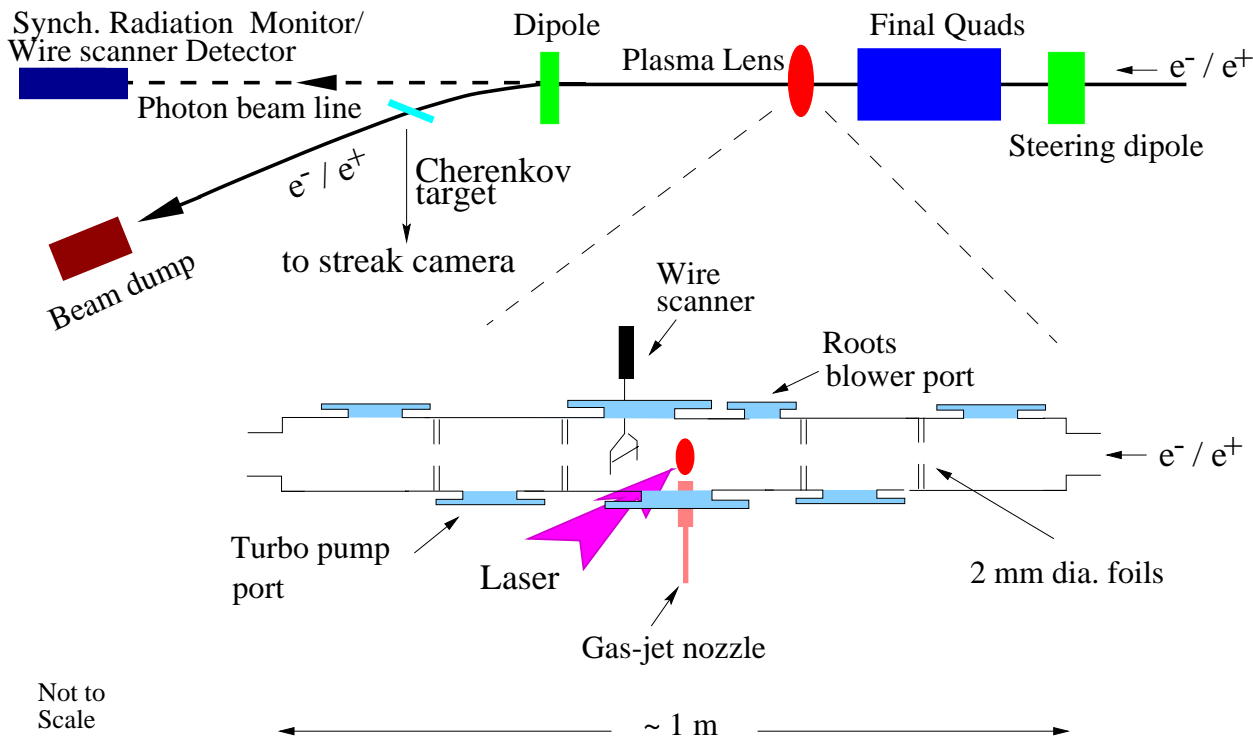 Synch. Radiation Monitor/
Wire scanner Detector
Dipole
Plasma Lens
Final Quads
e- / e+
Photon beam line
Steering dipole
e- / e+
Cherenkov
target
Beam dump
to streak camera
Wire
scanner
Roots
blower port
e- / e+
Turbo pump
port
Laser
2 mm dia. foils
Gas-jet nozzle
Not to
Scale
~ 1 m